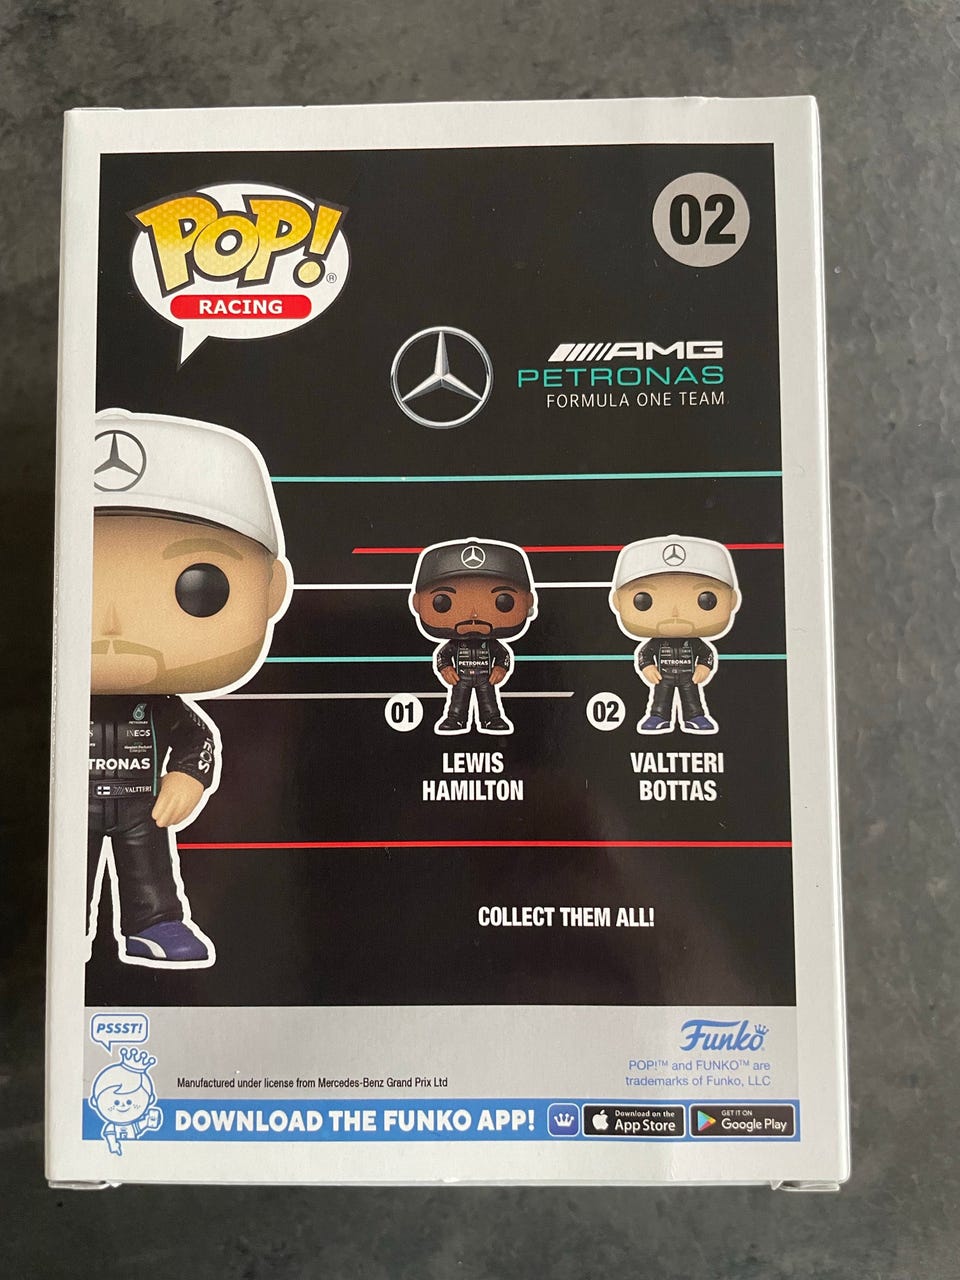 POP!®
RACING
02
AMG
PETRONAS
FORMULA ONE TEAM
PETRONAS
INEOS
TRONAS
VALTTERI
PETRONAS
PETRONAS
01
02
LEWIS
HAMILTON
VALTTERI
BOTTAS
COLLECT THEM ALL!
PSSST!
Funko
POP!™ and FUNKO™ are
trademarks of Funko, LLC
Manufactured under license from Mercedes-Benz Grand Prix Ltd
DOWNLOAD THE FUNKO APP!
Download on the
App Store
GET IT ON
Google Play